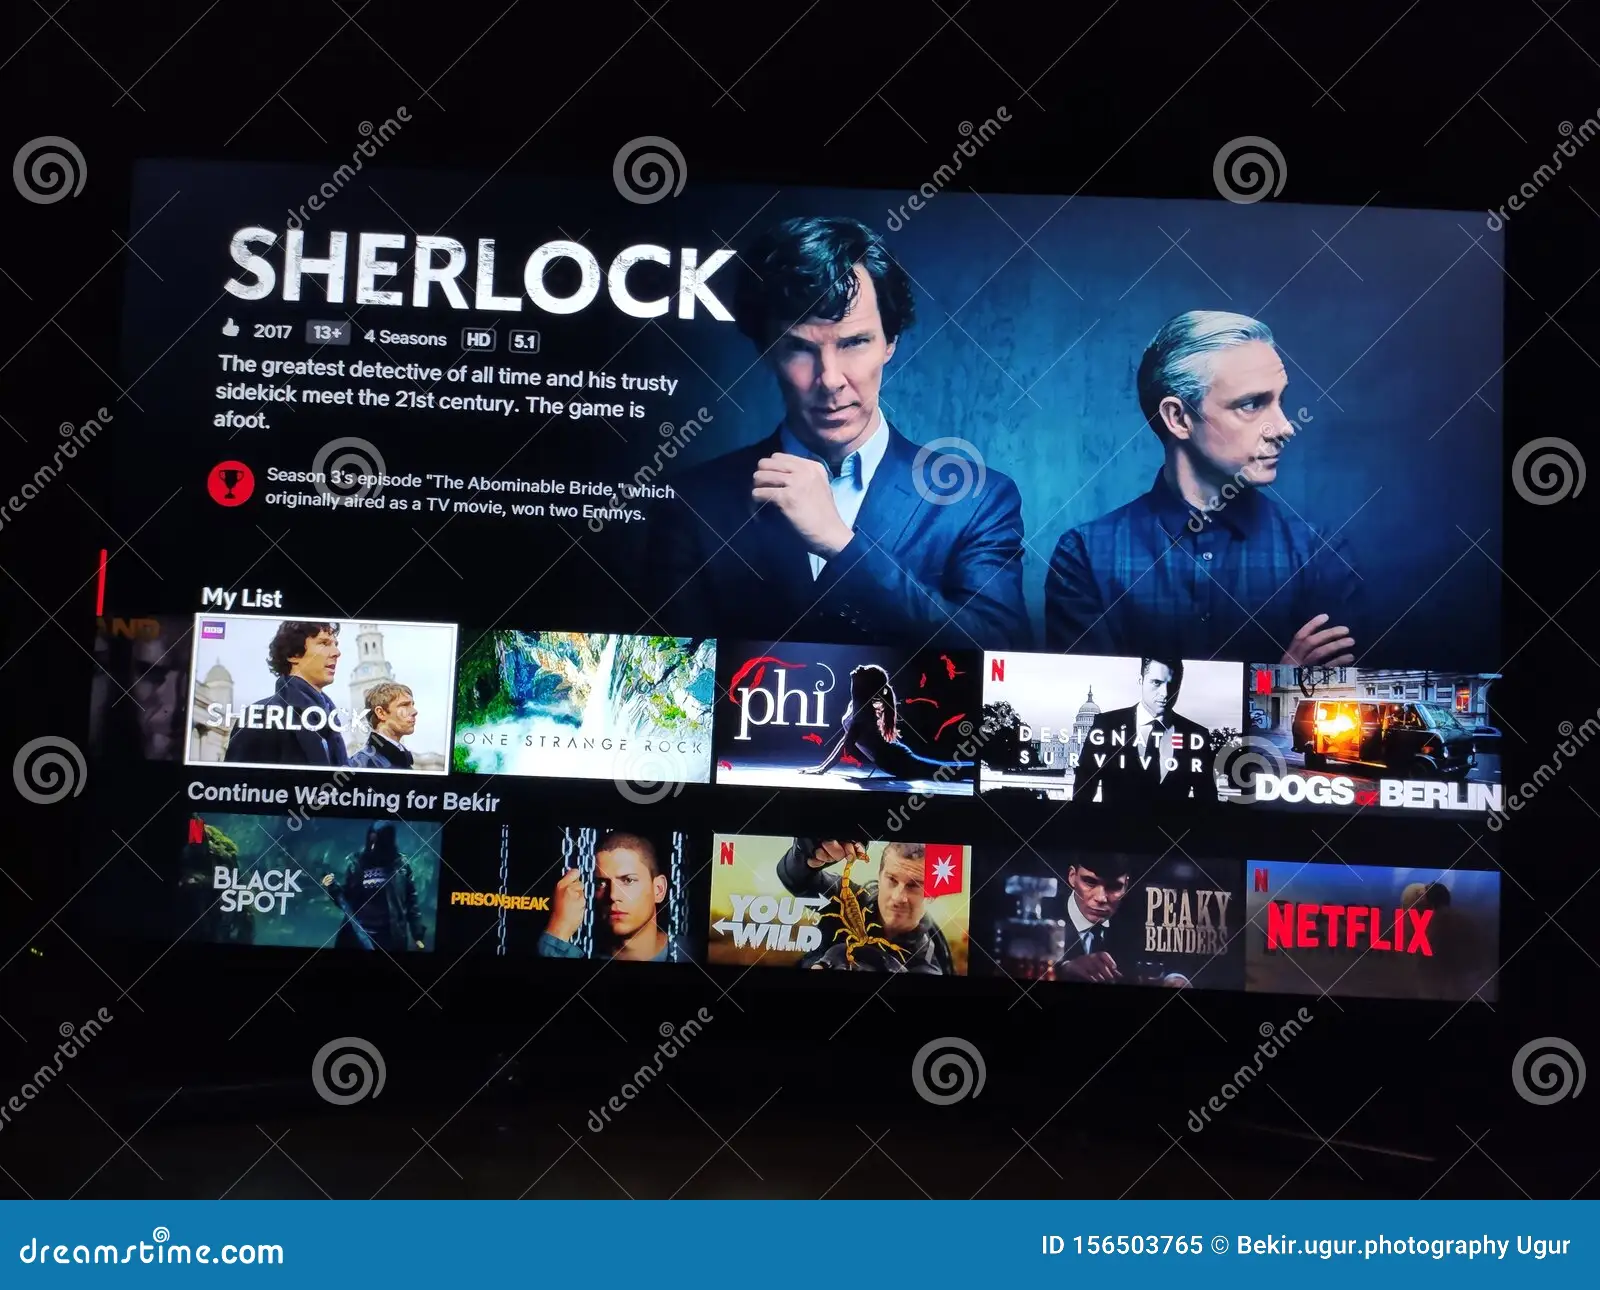 SHERLOCK
2017 13+ 4 Seasons HD 5.1
The greatest detective of all time and his trusty
sidekick meet the 21st century. The game is
afoot.
Season 3's episode "The Abominable Bride," which
originally aired as a TV movie, won two Emmys.
My List
AND
BBC
SHERLOCK
ONE STRANGE ROCK
phi
N
DESIGNATED
SURVIVOR
N
DOGS OF BERLIN
Continue Watching for Bekir
N
BLACK
SPOT
PRISON BREAK
N
YOU VS
WILD
PEAKY
BLINDERS
N
NETFLIX
dreamstime.com
ID 156503765 © Bekir.ugur.photography Ugur